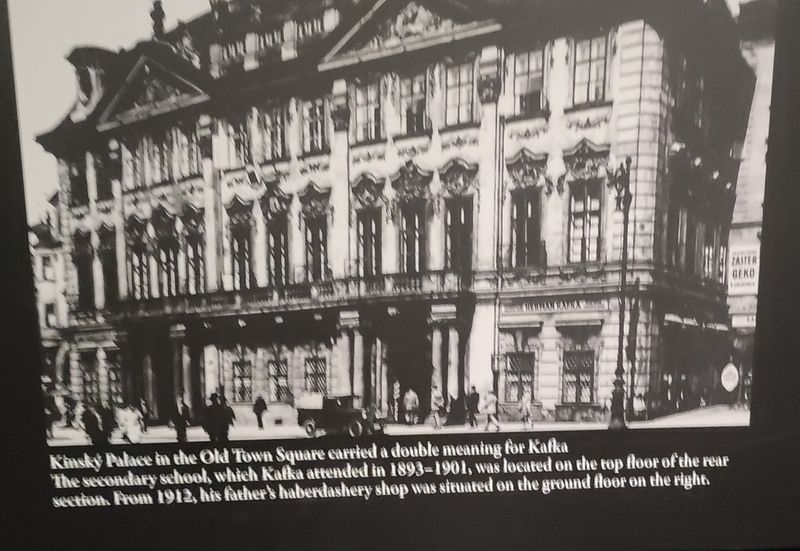 ZASTER
GEKO
HERMAN KAFKA
Kinský Palace in the Old Town Square carried a double meaning for Kafka
The secondary school, which Kafka attended in 1893–1901, was located on the top floor of the rear
section. From 1912, his father's haberdashery shop was situated on the ground floor on the right.